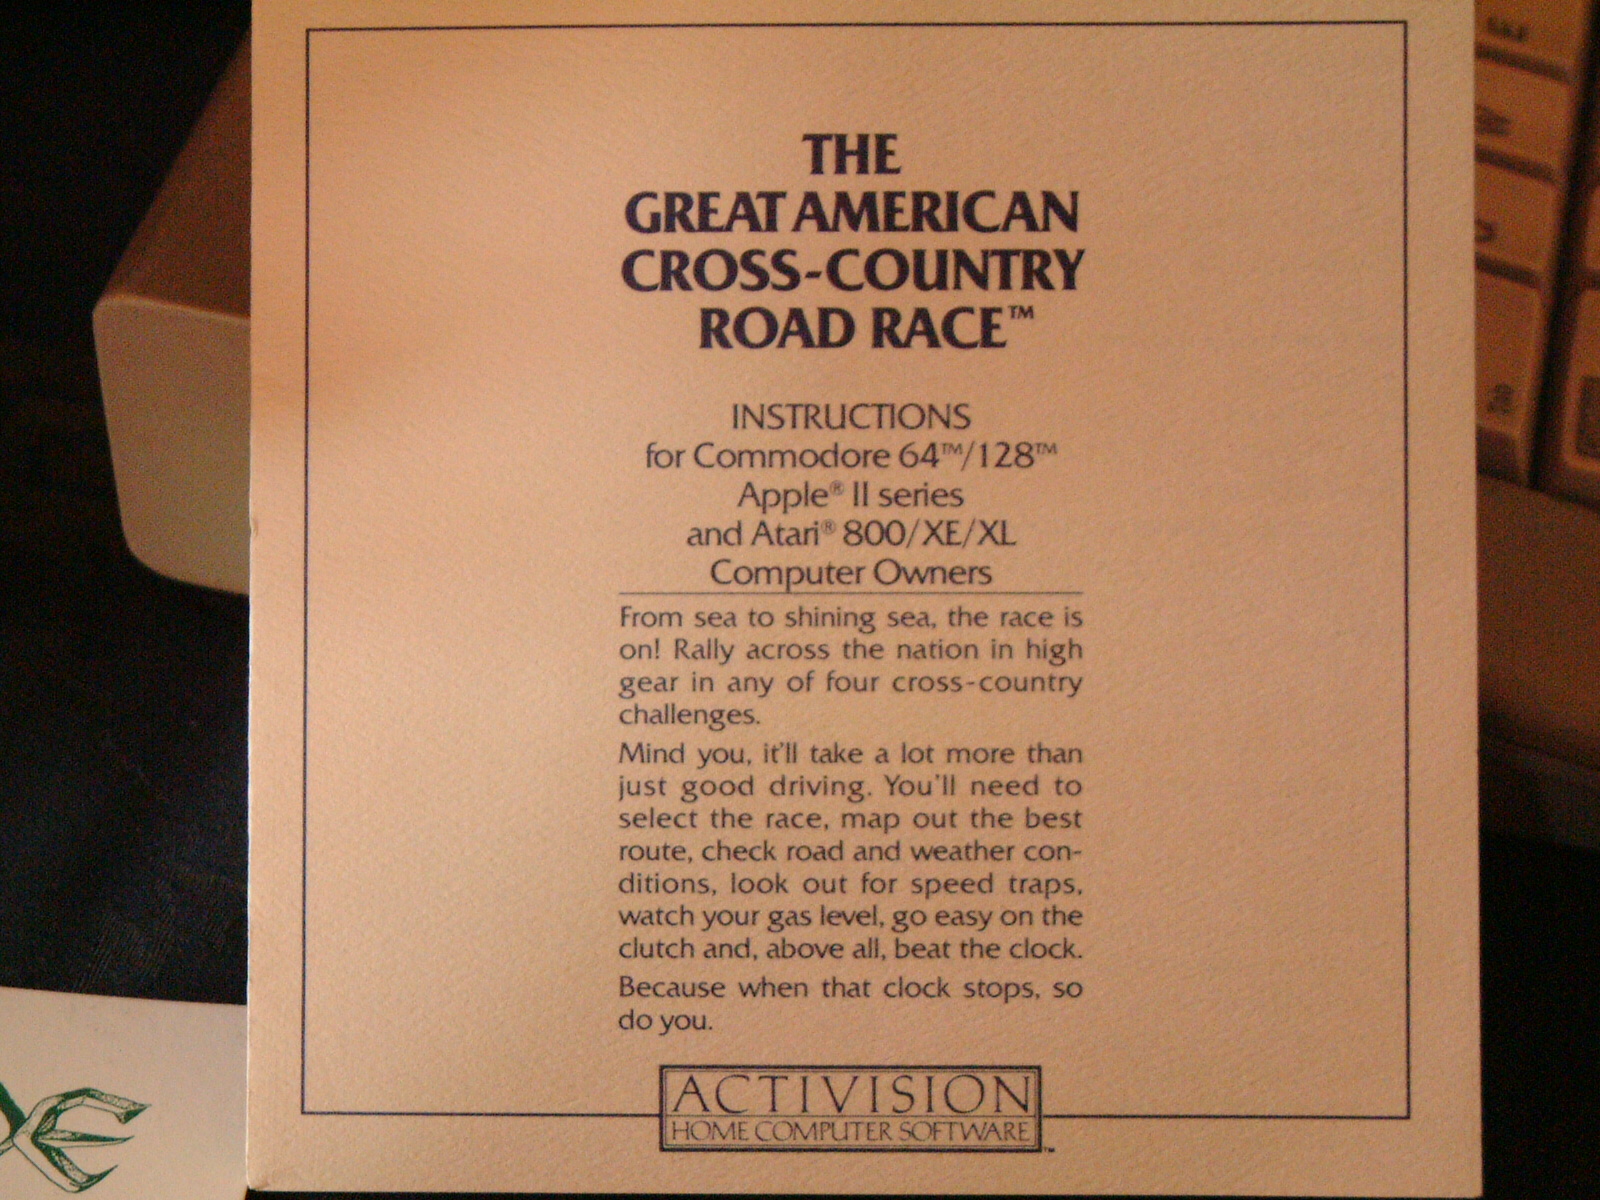 THE
GREAT AMERICAN
CROSS-COUNTRY
ROAD RACE™
INSTRUCTIONS
for Commodore 64™/128™
Apple® II series
and Atari® 800/XE/XL
Computer Owners
From sea to shining sea, the race is
on! Rally across the nation in high
gear in any of four cross-country
challenges.
Mind you, it'll take a lot more than
just good driving. You'll need to
select the race, map out the best
route, check road and weather con-
ditions, look out for speed traps,
watch your gas level, go easy on the
clutch and, above all, beat the clock.
Because when that clock stops, so
do you.
ACTIVISION
HOME COMPUTER SOFTWARE™